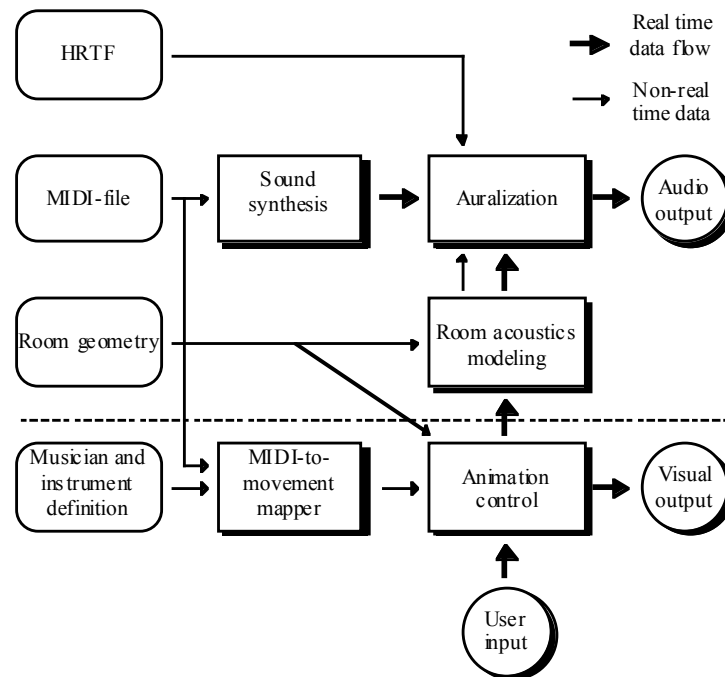 HRTF
Real time
data flow
Non-real
time data
MIDI-file
Sound
synthesis
Auralization
Audio
output
Room geometry
Room acoustics
modeling
Musician and
instrument
definition
MIDI-to-
movement
mapper
Animation
control
Visual
output
User
input